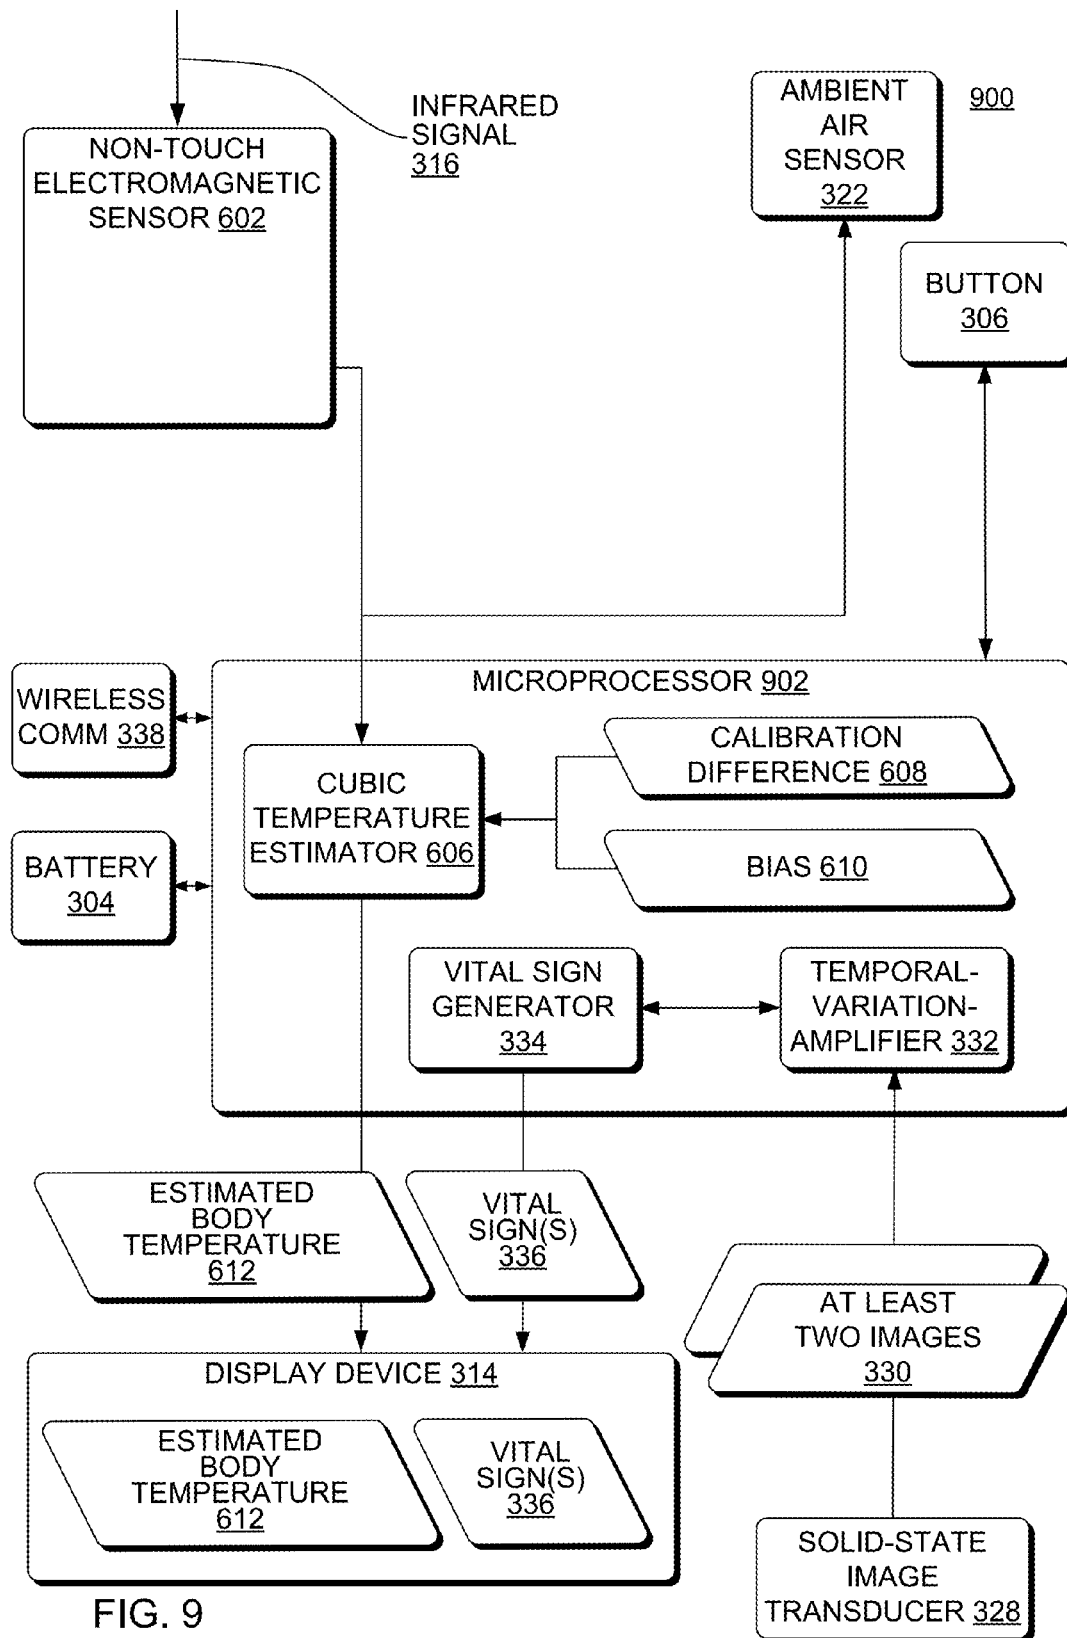 INFRARED
SIGNAL
316
NON-TOUCH
ELECTROMAGNETIC
SENSOR 602
AMBIENT
AIR
SENSOR
322
900
BUTTON
306
MICROPROCESSOR 902
WIRELESS
COMM 338
BATTERY
304
CUBIC
TEMPERATURE
ESTIMATOR 606
CALIBRATION
DIFFERENCE 608
BIAS 610
VITAL SIGN
GENERATOR
334
TEMPORAL-
VARIATION-
AMPLIFIER 332
ESTIMATED
BODY
TEMPERATURE
612
VITAL
SIGN(S)
336
AT LEAST
TWO IMAGES
330
DISPLAY DEVICE 314
ESTIMATED
BODY
TEMPERATURE
612
VITAL
SIGN(S)
336
SOLID-STATE
IMAGE
TRANSDUCER 328
FIG. 9